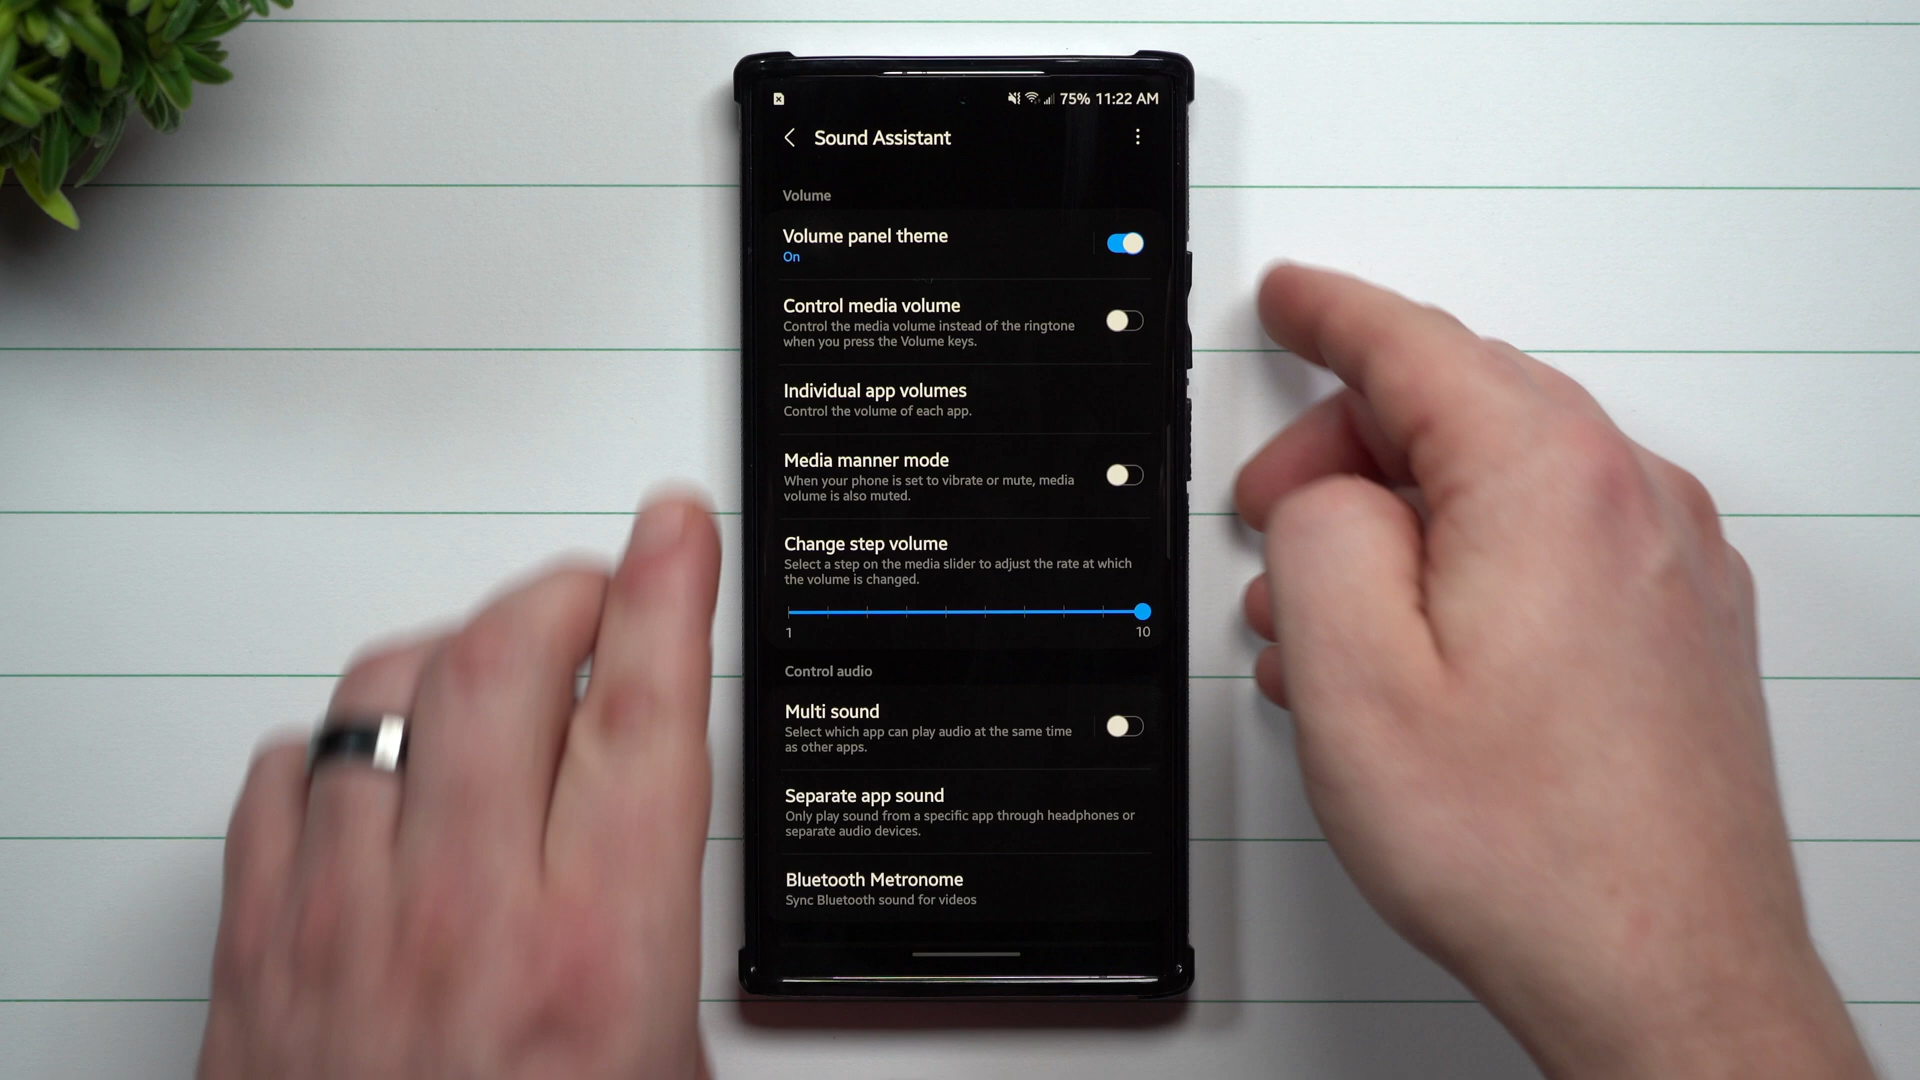 75% 11:22 AM
Sound Assistant
Volume
Volume panel theme
On
Control media volume
Control the media volume instead of the ringtone
when you press the Volume keys.
Individual app volumes
Control the volume of each app.
Media manner mode
When your phone is set to vibrate or mute, media
volume is also muted.
Change step volume
Select a step on the media slider to adjust the rate at which
the volume is changed.
1 10
Control audio
Multi sound
Select which app can play audio at the same time
as other apps.
Separate app sound
Only play sound from a specific app through headphones or
separate audio devices.
Bluetooth Metronome
Sync Bluetooth sound for videos